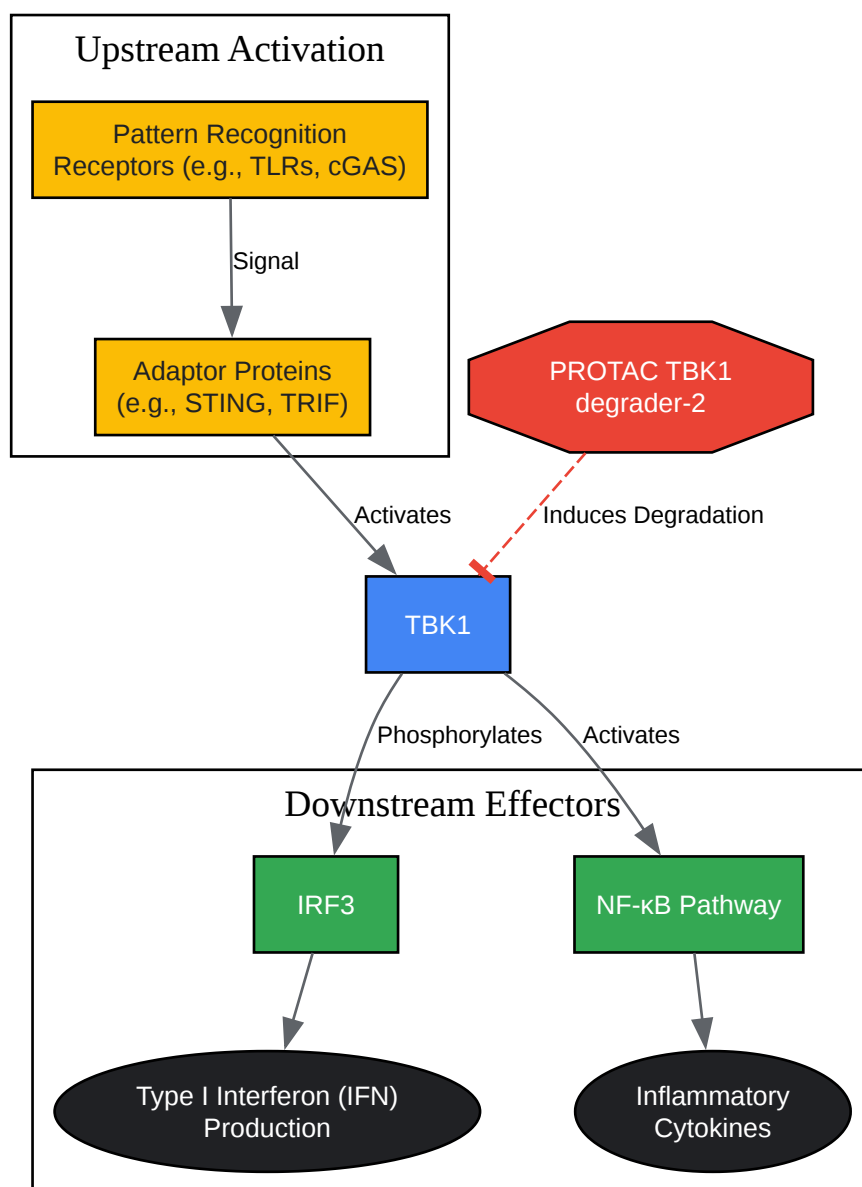 Upstream Activation
Pattern Recognition
Receptors (e.g., TLRs, cGAS)
Signal
Adaptor Proteins
(e.g., STING, TRIF)
PROTAC TBK1
degrader-2
Activates
Induces Degradation
TBK1
Phosphorylates
Activates
Downstream Effectors
IRF3
NF-κB Pathway
Type I Interferon (IFN)
Production
Inflammatory
Cytokines